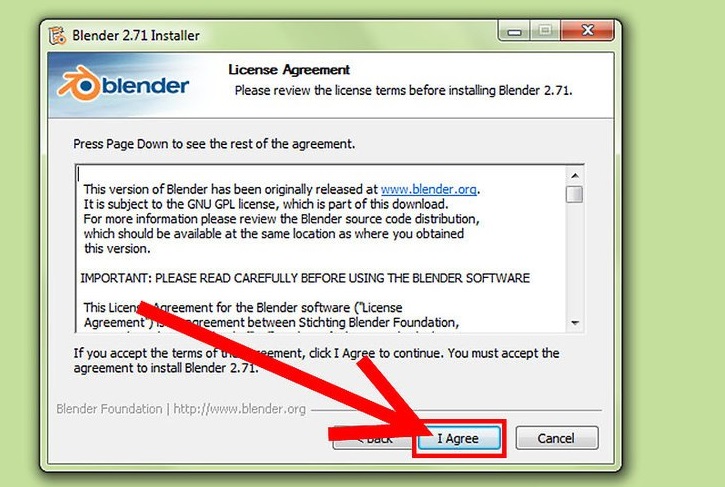 Blender 2.71 Installer
blender
License Agreement
Please review the license terms before installing Blender 2.71.
Press Page Down to see the rest of the agreement.
This version of Blender has been originally released at www.blender.org.
It is subject to the GNU GPL license, which is part of this download.
For more information please review the Blender source code distribution,
which should be available at the same location as where you obtained
this version.
IMPORTANT: PLEASE READ CAREFULLY BEFORE USING THE BLENDER SOFTWARE
This License Agreement for the Blender software ("License
Agreement") is agreement between Stichting Blender Foundation,
If you accept the terms of the agreement, click I Agree to continue. You must accept the
agreement to install Blender 2.71.
Blender Foundation | http://www.blender.org
< Back
I Agree
Cancel